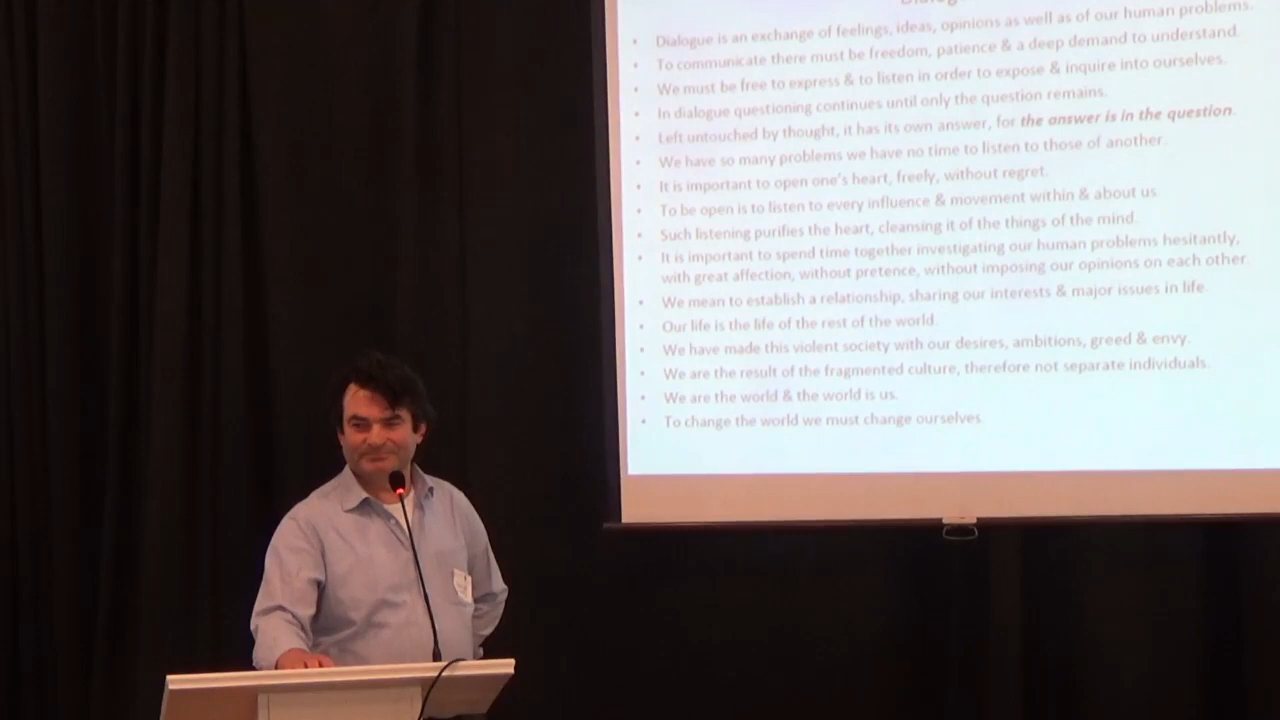 • Dialogue is an exchange of feelings, ideas, opinions as well as of our human problems.
• To communicate there must be freedom, patience & a deep demand to understand.
• We must be free to express & to listen in order to expose & inquire into ourselves.
• In dialogue questioning continues until only the question remains.
• Left untouched by thought, it has its own answer, for the answer is in the question.
• We have so many problems we have no time to listen to those of another.
• It is important to open one's heart, freely, without regret.
• To be open is to listen to every influence & movement within & about us
• Such listening purifies the heart, cleansing it of the things of the mind.
• It is important to spend time together investigating our human problems hesitantly,
with great affection, without pretence, without imposing our opinions on each other
• We mean to establish a relationship, sharing our interests & major issues in life.
• Our life is the life of the rest of the world.
• We have made this violent society with our desires, ambitions, greed & envy.
• We are the result of the fragmented culture, therefore not separate individuals.
• We are the world & the world is us.
• To change the world we must change ourselves.